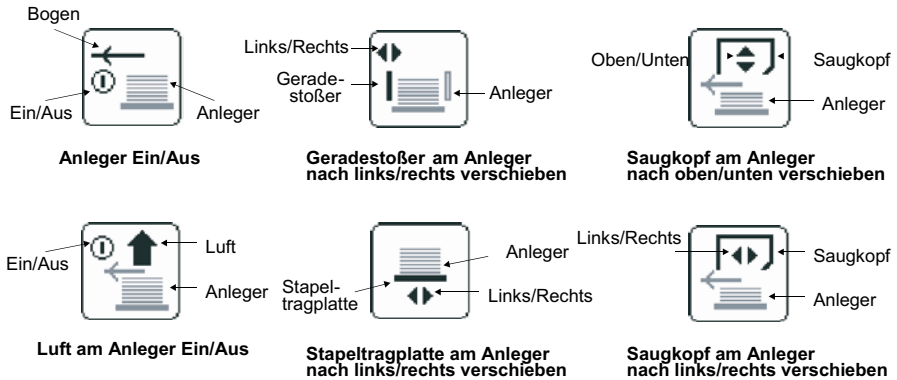 Bogen
Ein/Aus
Anleger
Anleger Ein/Aus
Links/Rechts
Gerade-
stoßer
Anleger
Geradestoßer am Anleger
nach links/rechts verschieben
Oben/Unten
Saugkopf
Anleger
Saugkopf am Anleger
nach oben/unten verschieben
Ein/Aus
Luft
Anleger
Luft am Anleger Ein/Aus
Anleger
Stapel-
tragplatte
Links/Rechts
Stapeltragplatte am Anleger
nach links/rechts verschieben
Links/Rechts
Saugkopf
Anleger
Saugkopf am Anleger
nach links/rechts verschieben